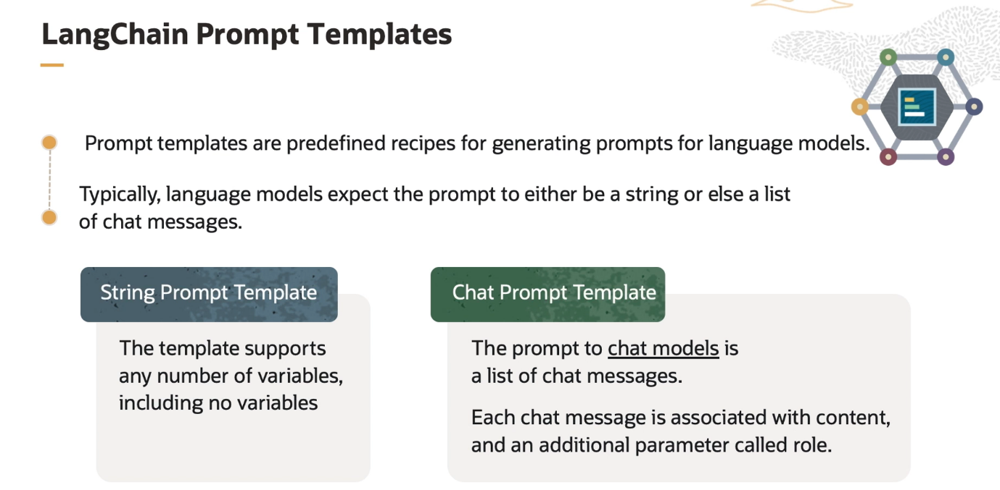 LangChain Prompt Templates
Prompt templates are predefined recipes for generating prompts for language models.
Typically, language models expect the prompt to either be a string or else a list
of chat messages.
String Prompt Template
The template supports
any number of variables,
including no variables
Chat Prompt Template
The prompt to chat models is
a list of chat messages.
Each chat message is associated with content,
and an additional parameter called role.